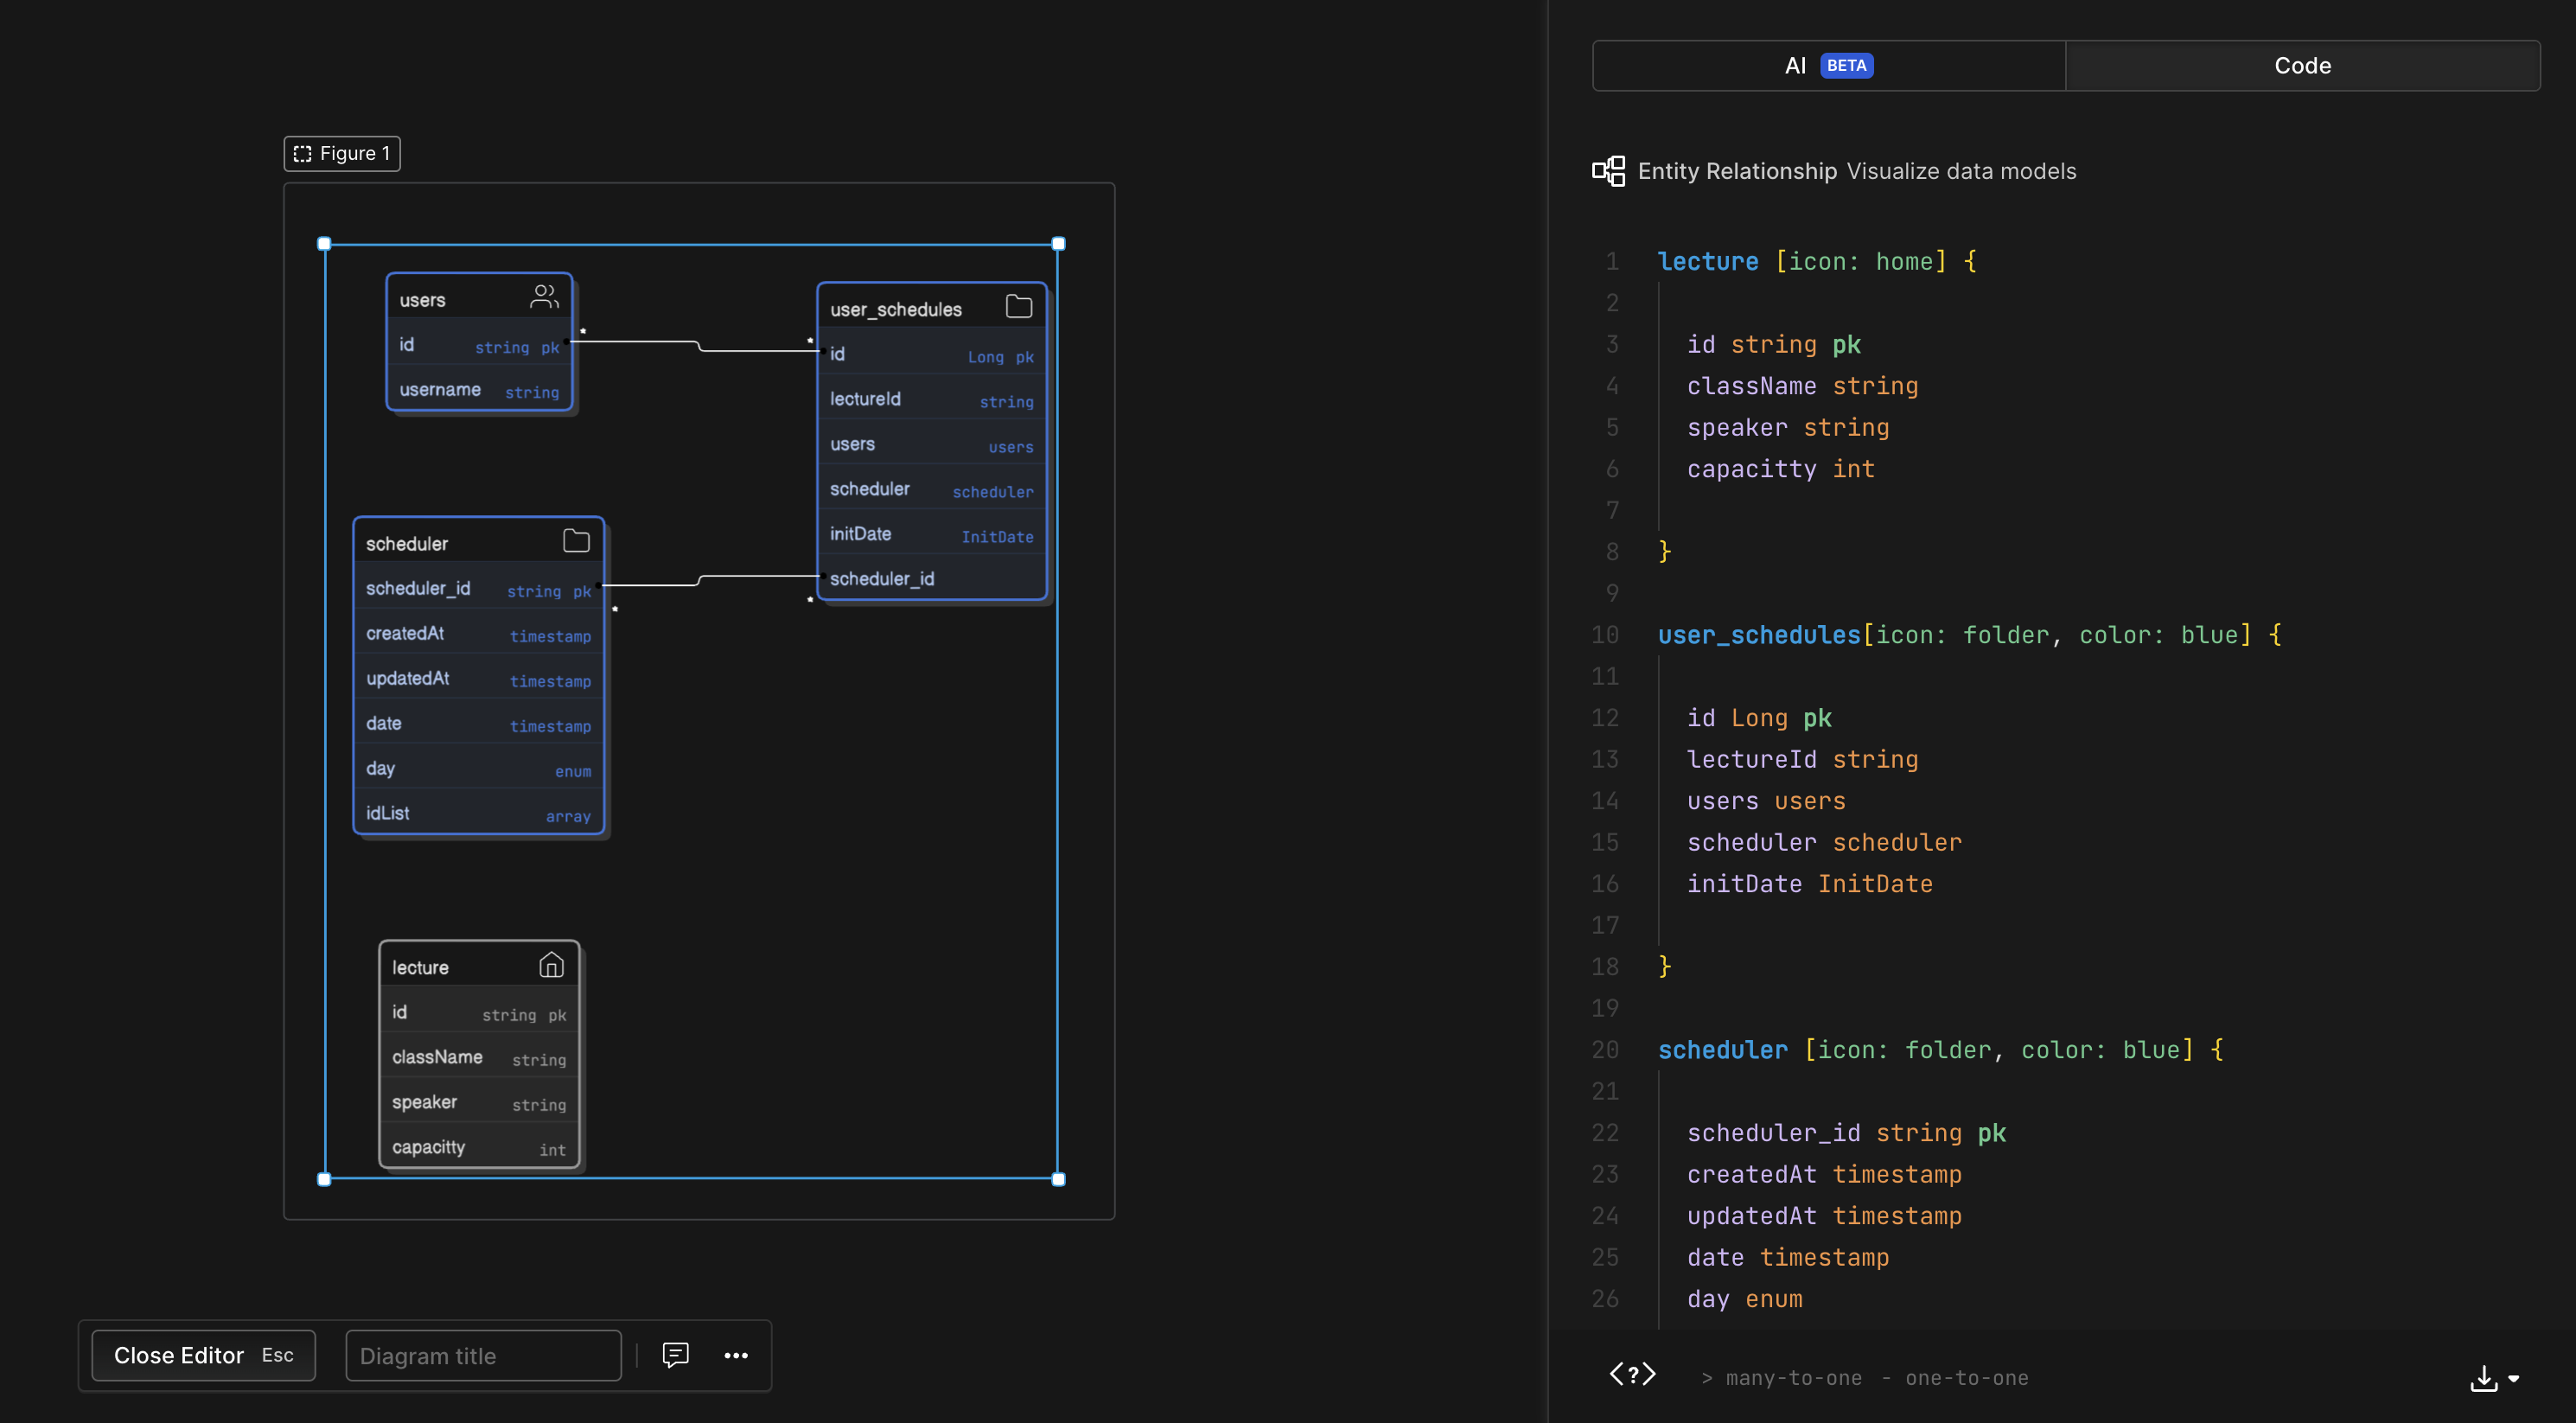 Figure 1
users
id string pk
username string
*
*
user_schedules
id Long pk
lectureId string
users users
scheduler scheduler
initDate InitDate
scheduler_id
scheduler
scheduler_id string pk
createdAt timestamp
updatedAt timestamp
date timestamp
day enum
idList array
*
*
lecture
id string pk
className string
speaker string
capacitty int
Close Editor Esc
Diagram title
AI BETA
Code
Entity Relationship Visualize data models
1 lecture [icon: home] {
2
3 id string pk
4 className string
5 speaker string
6 capacitty int
7
8 }
9
10 user_schedules[icon: folder, color: blue] {
11
12 id Long pk
13 lectureId string
14 users users
15 scheduler scheduler
16 initDate InitDate
17
18 }
19
20 scheduler [icon: folder, color: blue] {
21
22 scheduler_id string pk
23 createdAt timestamp
24 updatedAt timestamp
25 date timestamp
26 day enum
<?> > many-to-one - one-to-one